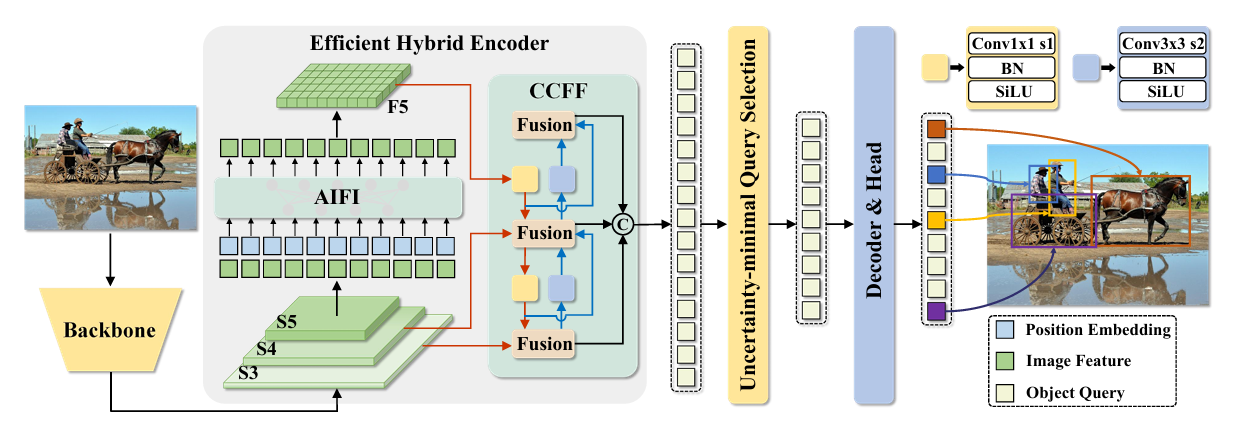 Efficient Hybrid Encoder
F5
AIFI
S5
S4
S3
Backbone
CCFF
Fusion
Fusion
Fusion
C
Uncertainty-minimal Query Selection
Decoder & Head
Conv1x1 s1
BN
SiLU
Conv3x3 s2
BN
SiLU
Position Embedding
Image Feature
Object Query